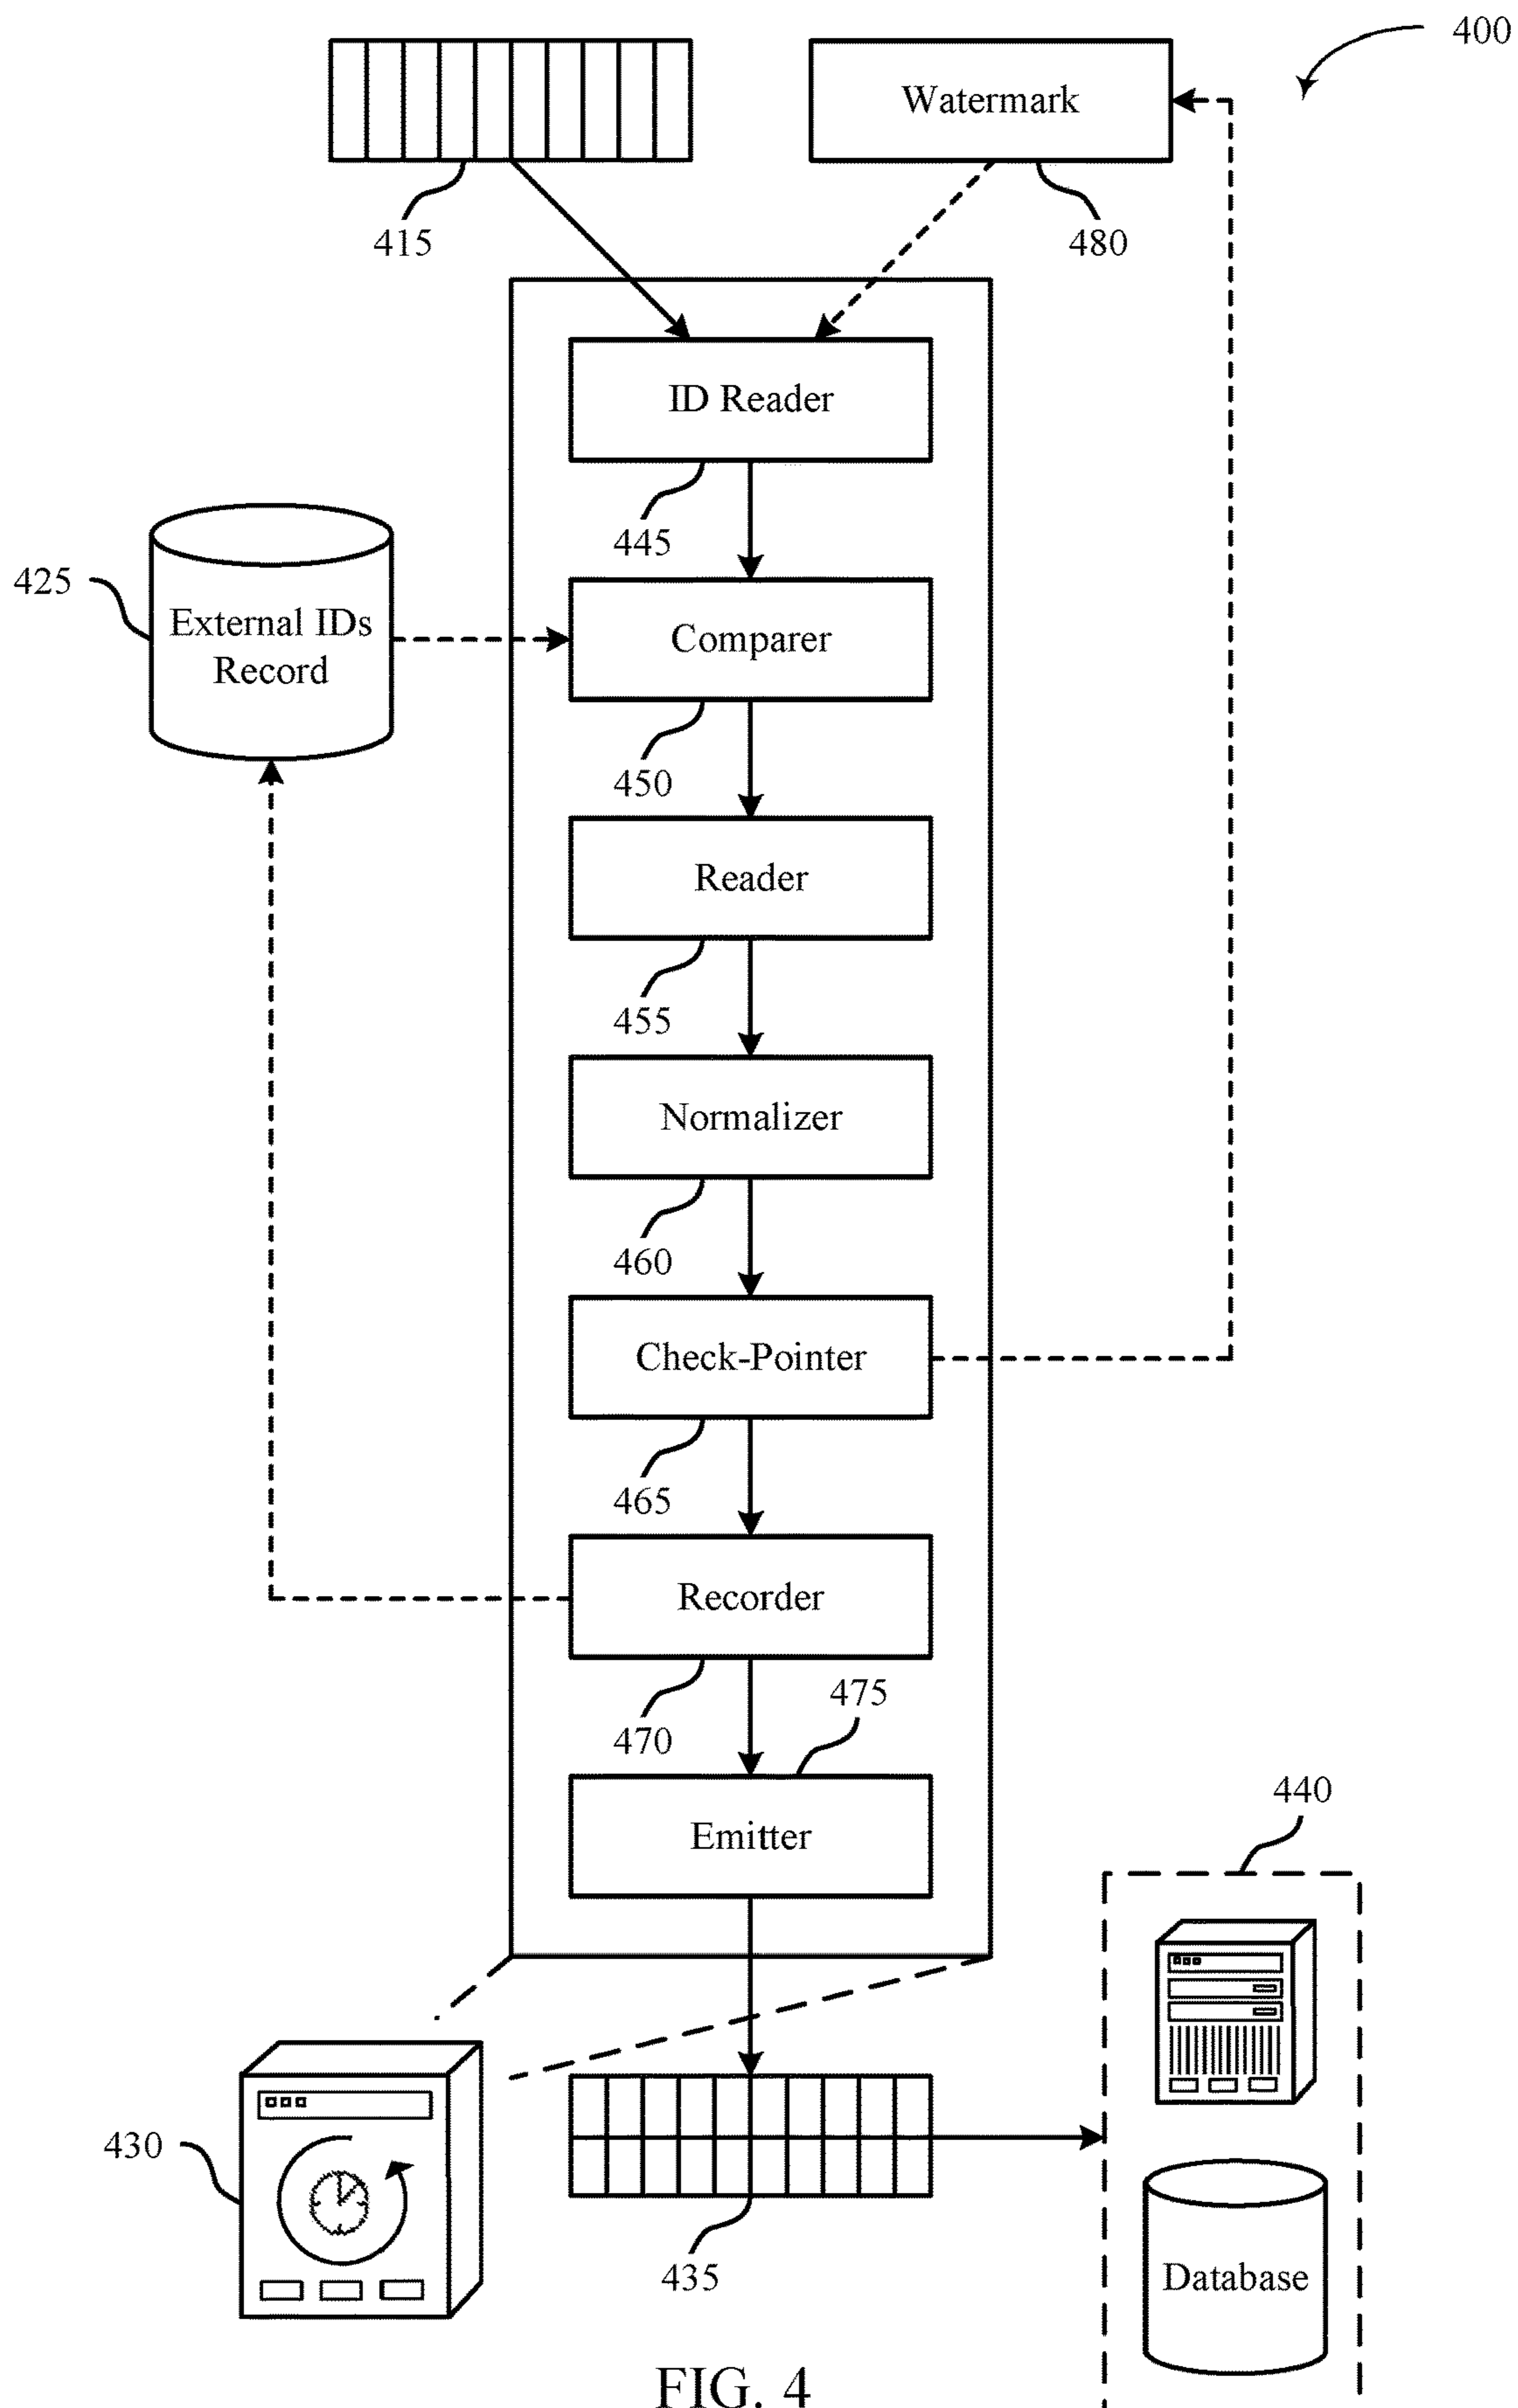 400
Watermark
415
480
ID Reader
445
425
External IDs
Record
Comparer
450
Reader
455
Normalizer
460
Check-Pointer
465
Recorder
475
470
440
Emitter
430
435
Database
FIG. 4